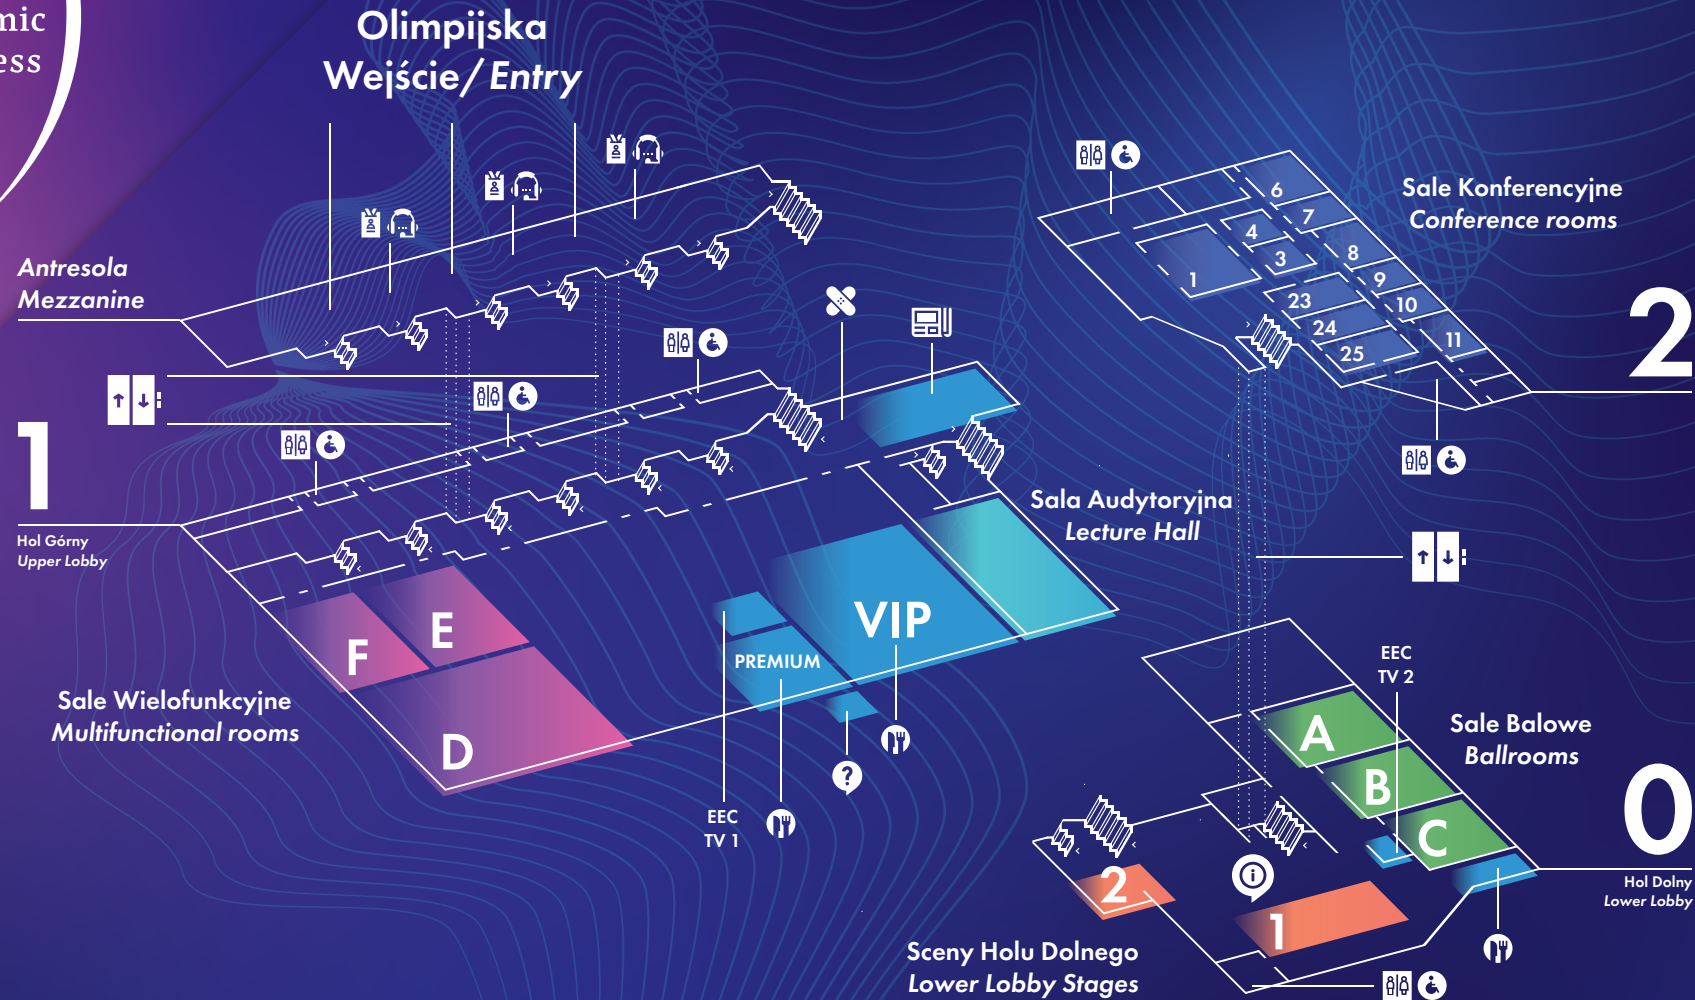 mic
ess
Olimpijska
Wejście/Entry
Antresola
Mezzanine
1
Hol Górny
Upper Lobby
Sale Wielofunkcyjne
Multifunctional rooms
F
E
D
EEC
TV 1
PREMIUM
VIP
?
Sala Audytoryjna
Lecture Hall
Sale Konferencyjne
Conference rooms
6
7
4
8
3
1
9
23
10
24
11
25
2
EEC
TV 2
A
B
C
Sale Balowe
Ballrooms
0
Hol Dolny
Lower Lobby
2
i
1
Sceny Holu Dolnego
Lower Lobby Stages